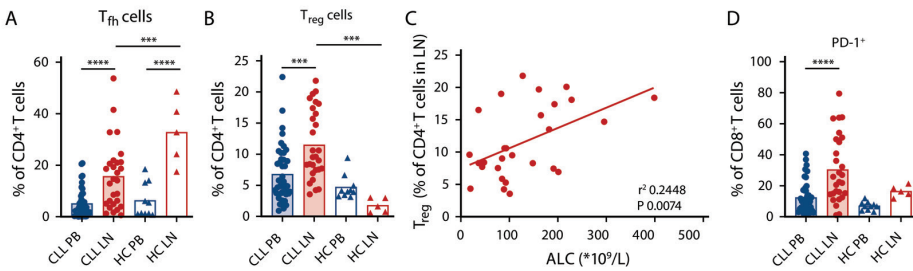 A
T_fh cells
***
****
****
% of CD4+T cells
60
40
20
0
CLL PB
CLL LN
HC PB
HC LN
B
T_reg cells
***
***
% of CD4+T cells
25
20
15
10
5
0
CLL PB
CLL LN
HC PB
HC LN
C
T_reg (% of CD4+T cells in LN)
25
20
15
10
5
0
r² 0.2448
P 0.0074
0 100 200 300 400 500
ALC (*10⁹/L)
D
PD-1⁺
****
% of CD8+T cells
100
80
60
40
20
0
CLL PB
CLL LN
HC PB
HC LN